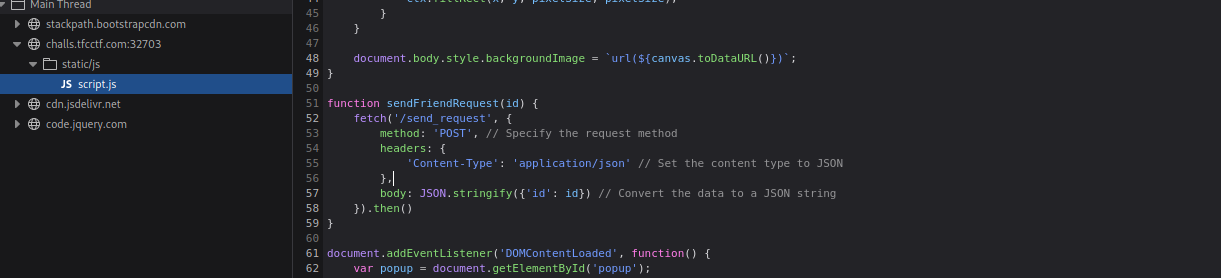 Main Thread
stackpath.bootstrapcdn.com
challs.tfcctf.com:32703
static/js
JS script.js
cdn.jsdelivr.net
code.jquery.com
ctx.fillRect(x, y, pixelSize, pixelSize);
45 }
46 }
47
48 document.body.style.backgroundImage = `url(${canvas.toDataURL()})`;
49 }
50
51 function sendFriendRequest(id) {
52 fetch('/send_request', {
53 method: 'POST', // Specify the request method
54 headers: {
55 'Content-Type': 'application/json' // Set the content type to JSON
56 },
57 body: JSON.stringify({'id': id}) // Convert the data to a JSON string
58 }).then()
59 }
60
61 document.addEventListener('DOMContentLoaded', function() {
62 var popup = document.getElementById('popup');